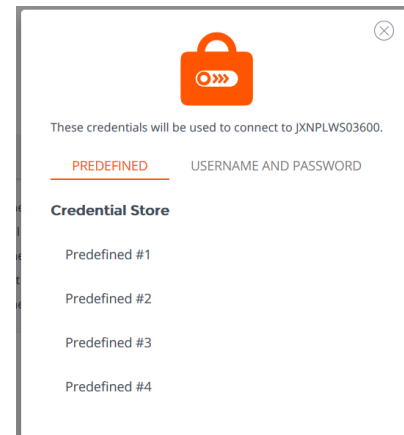 These credentials will be used to connect to JXNPLWS03600.
PREDEFINED USERNAME AND PASSWORD
Credential Store
Predefined #1
Predefined #2
Predefined #3
Predefined #4